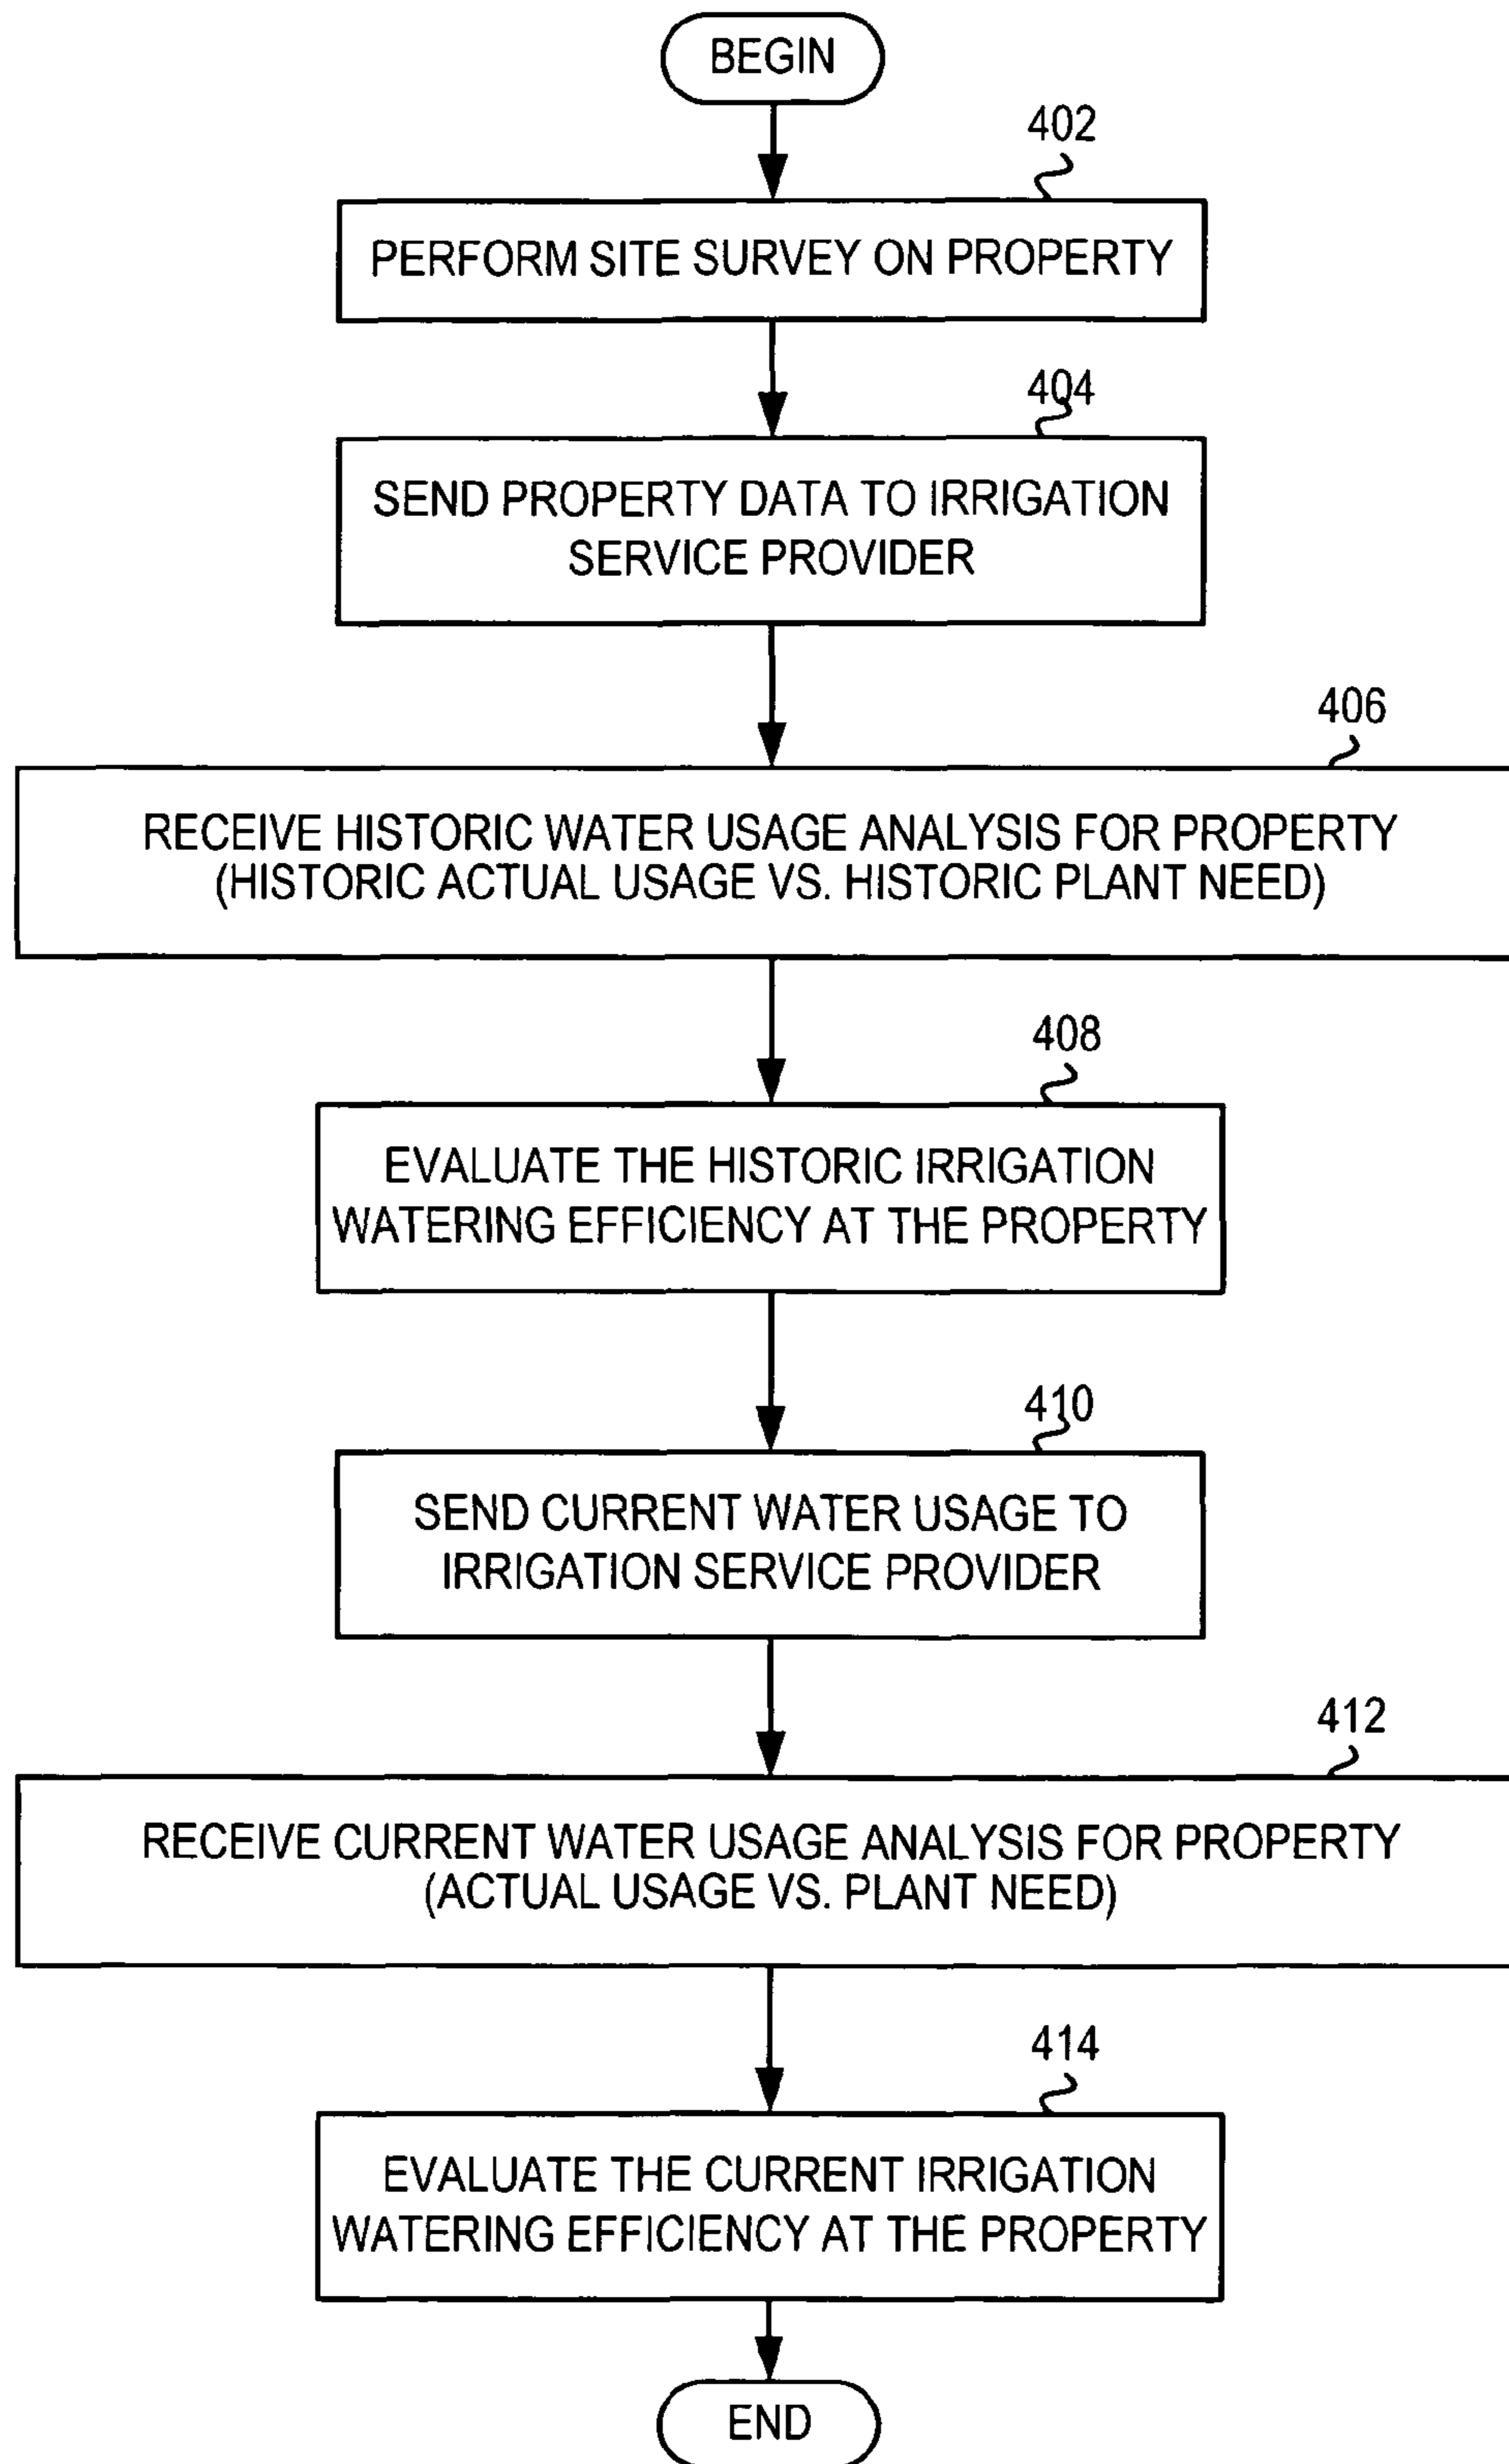 BEGIN
402
PERFORM SITE SURVEY ON PROPERTY
404
SEND PROPERTY DATA TO IRRIGATION
SERVICE PROVIDER
406
RECEIVE HISTORIC WATER USAGE ANALYSIS FOR PROPERTY
(HISTORIC ACTUAL USAGE VS. HISTORIC PLANT NEED)
408
EVALUATE THE HISTORIC IRRIGATION
WATERING EFFICIENCY AT THE PROPERTY
410
SEND CURRENT WATER USAGE TO
IRRIGATION SERVICE PROVIDER
412
RECEIVE CURRENT WATER USAGE ANALYSIS FOR PROPERTY
(ACTUAL USAGE VS. PLANT NEED)
414
EVALUATE THE CURRENT IRRIGATION
WATERING EFFICIENCY AT THE PROPERTY
END